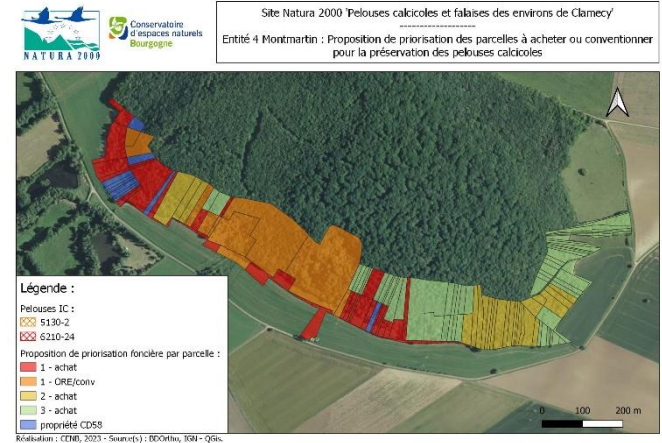 Site Natura 2000 'Pelouses calcicoles et falaises des environs de Clamecy'
--------------------
Entité 4 Montmartin : Proposition de priorisation des parcelles à acheter ou conventionner
pour la préservation des pelouses calcicoles
NATURA 2000
Conservatoire
d'espaces naturels
Bourgogne
Légende :
Pelouses IC :
5130-2
6210-24
Proposition de priorisation foncière par parcelle :
1 - achat
1 - ORE/conv
2 - achat
3 - achat
propriété CD58
0 100 200 m
Réalisation : CENB, 2023 - Source(s) : BDOrtho, IGN - QGis.